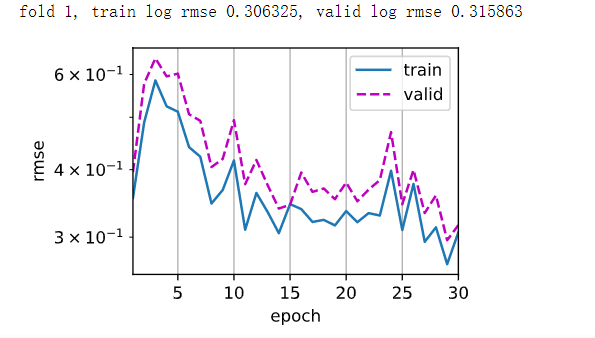 fold 1, train log rmse 0.306325, valid log rmse 0.315863
train
valid
6 × 10⁻¹
4 × 10⁻¹
3 × 10⁻¹
rmse
5 10 15 20 25 30
epoch